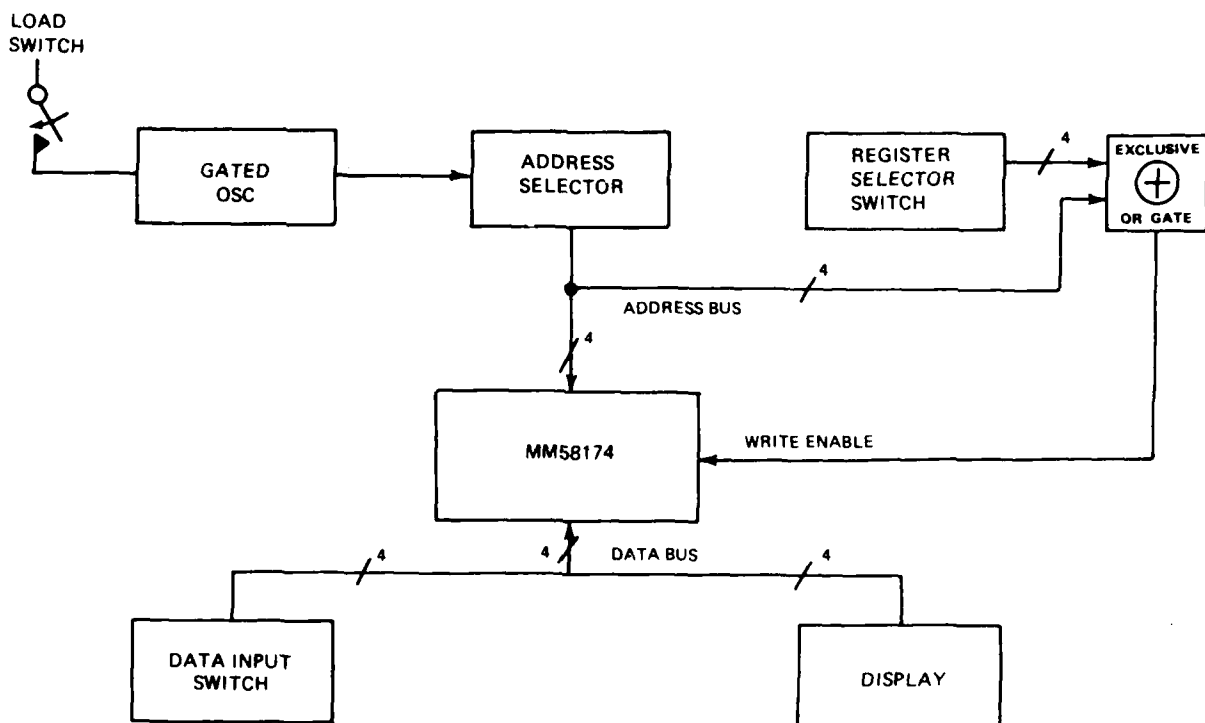 LOAD
SWITCH
GATED
OSC
ADDRESS
SELECTOR
REGISTER
SELECTOR
SWITCH
4
EXCLUSIVE
OR GATE
4
ADDRESS BUS
4
MM58174
WRITE ENABLE
4
4
DATA BUS
4
DATA INPUT
SWITCH
DISPLAY